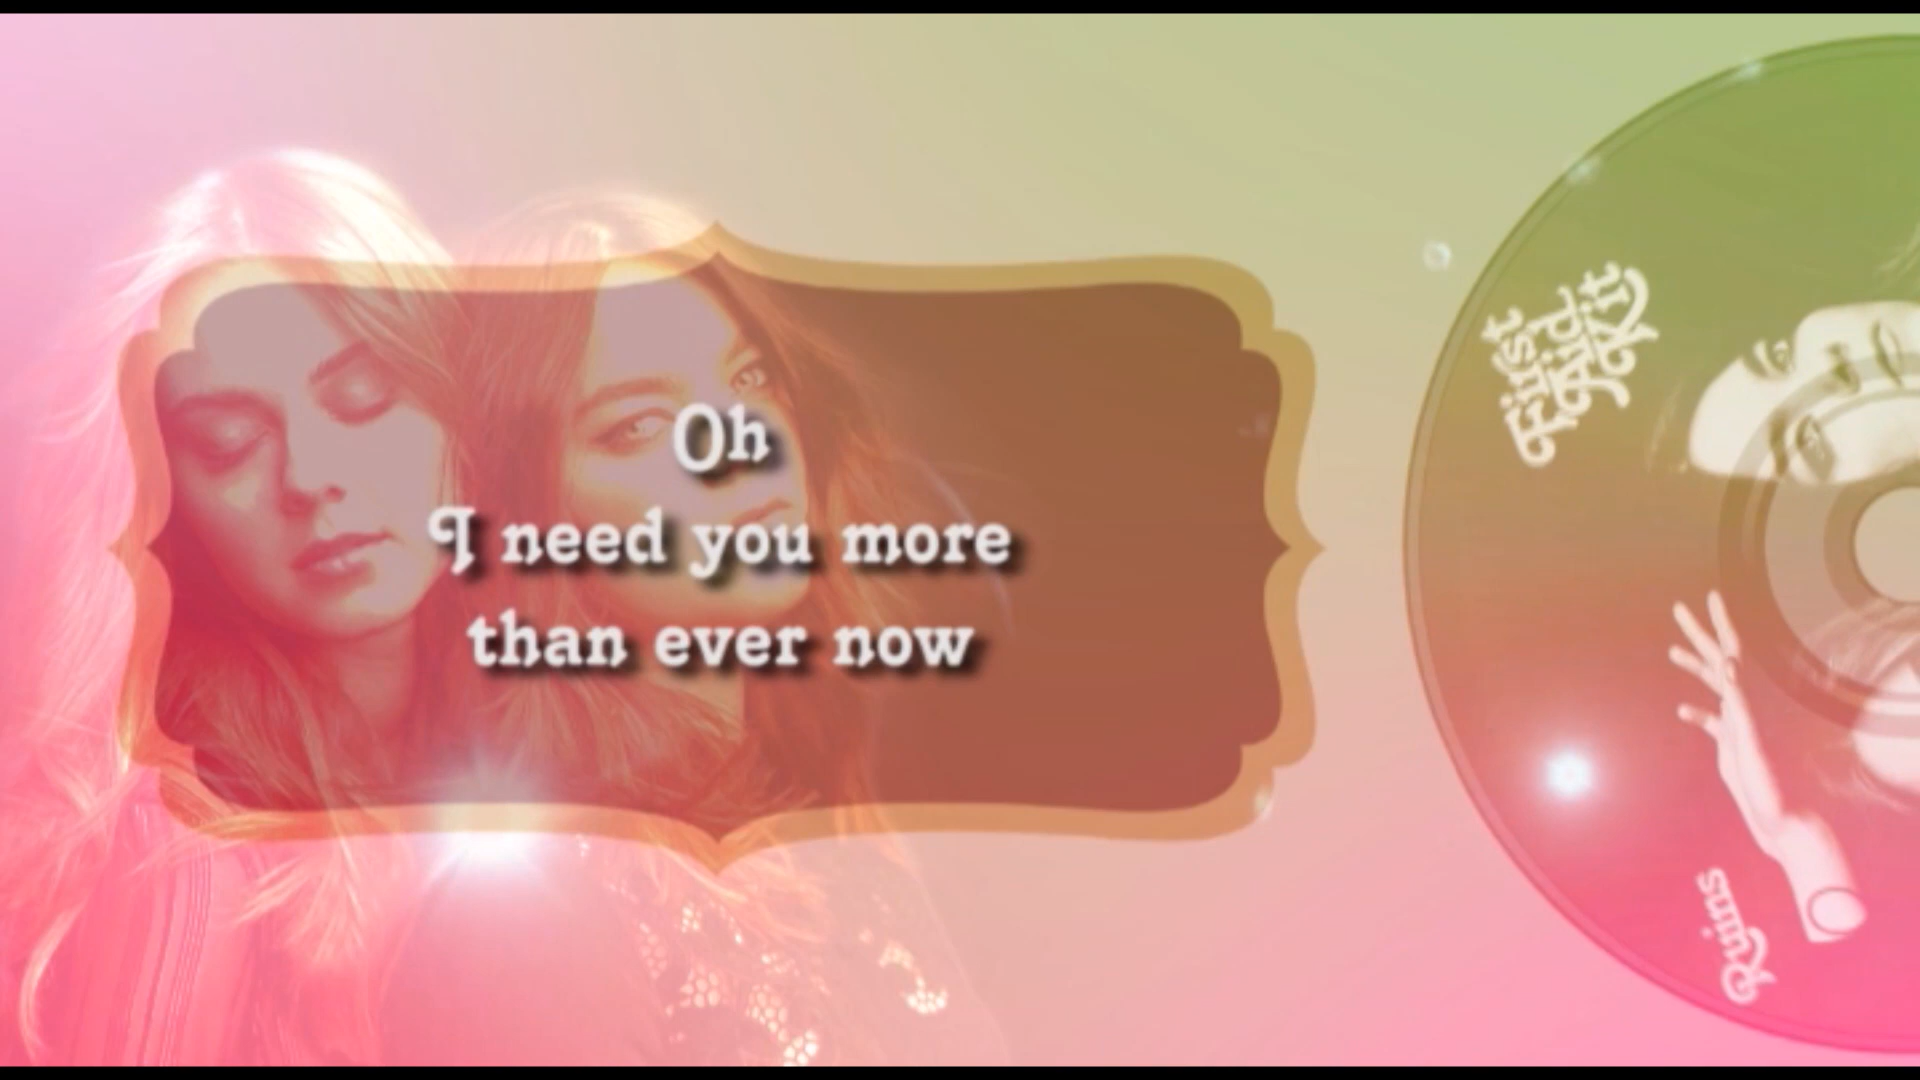 Oh
I need you more
than ever now
First
Aid
Kit
Ruins